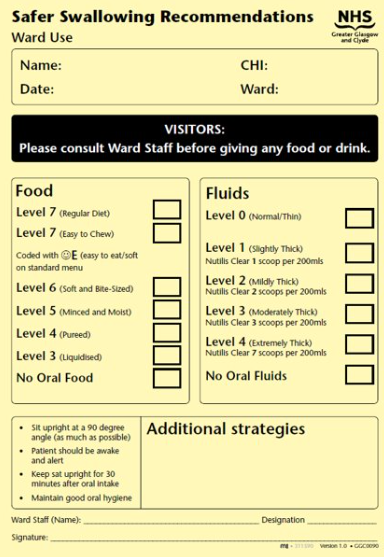 Safer Swallowing Recommendations
Ward Use
NHS
Greater Glasgow
and Clyde
Name:
CHI:
Date:
Ward:
VISITORS:
Please consult Ward Staff before giving any food or drink.
Food
Level 7 (Regular Diet)
Level 7 (Easy to Chew)
Coded with ☺E (easy to eat/soft
on standard menu
Level 6 (Soft and Bite-Sized)
Level 5 (Minced and Moist)
Level 4 (Pureed)
Level 3 (Liquidised)
No Oral Food
Fluids
Level 0 (Normal/Thin)
Level 1 (Slightly Thick)
Nutilis Clear 1 scoops per 200mls
Level 2 (Mildly Thick)
Nutilis Clear 2 scoops per 200mls
Level 3 (Moderately Thick)
Nutilis Clear 3 scoops per 200mls
Level 4 (Extremely Thick)
Nutilis Clear 7 scoops per 200mls
No Oral Fluids
• Sit upright at a 90 degree
angle (as much as possible)
• Patient should be awake
and alert
• Keep sat upright for 30
minutes after oral intake
• Maintain good oral hygiene
Additional strategies
Ward Staff (Name):
Designation
Signature:
Version 1.0 • GGC0090